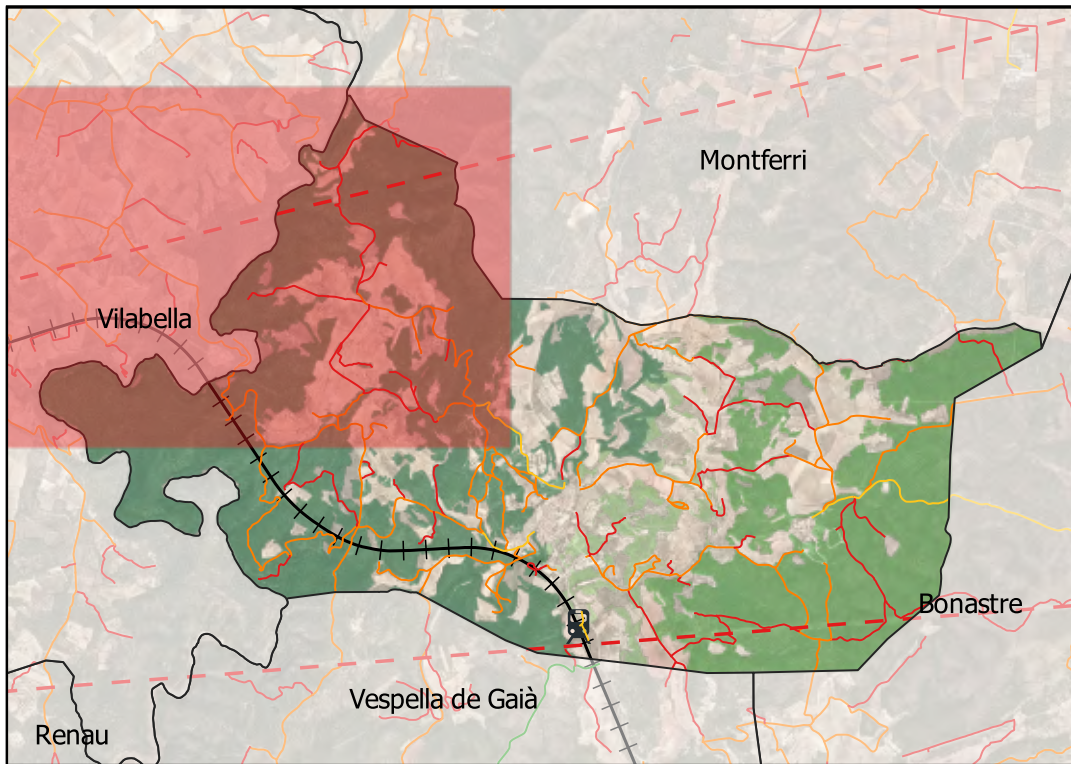 Montferri
Vilabella
Bonastre
Vespella de Gaià
Renau